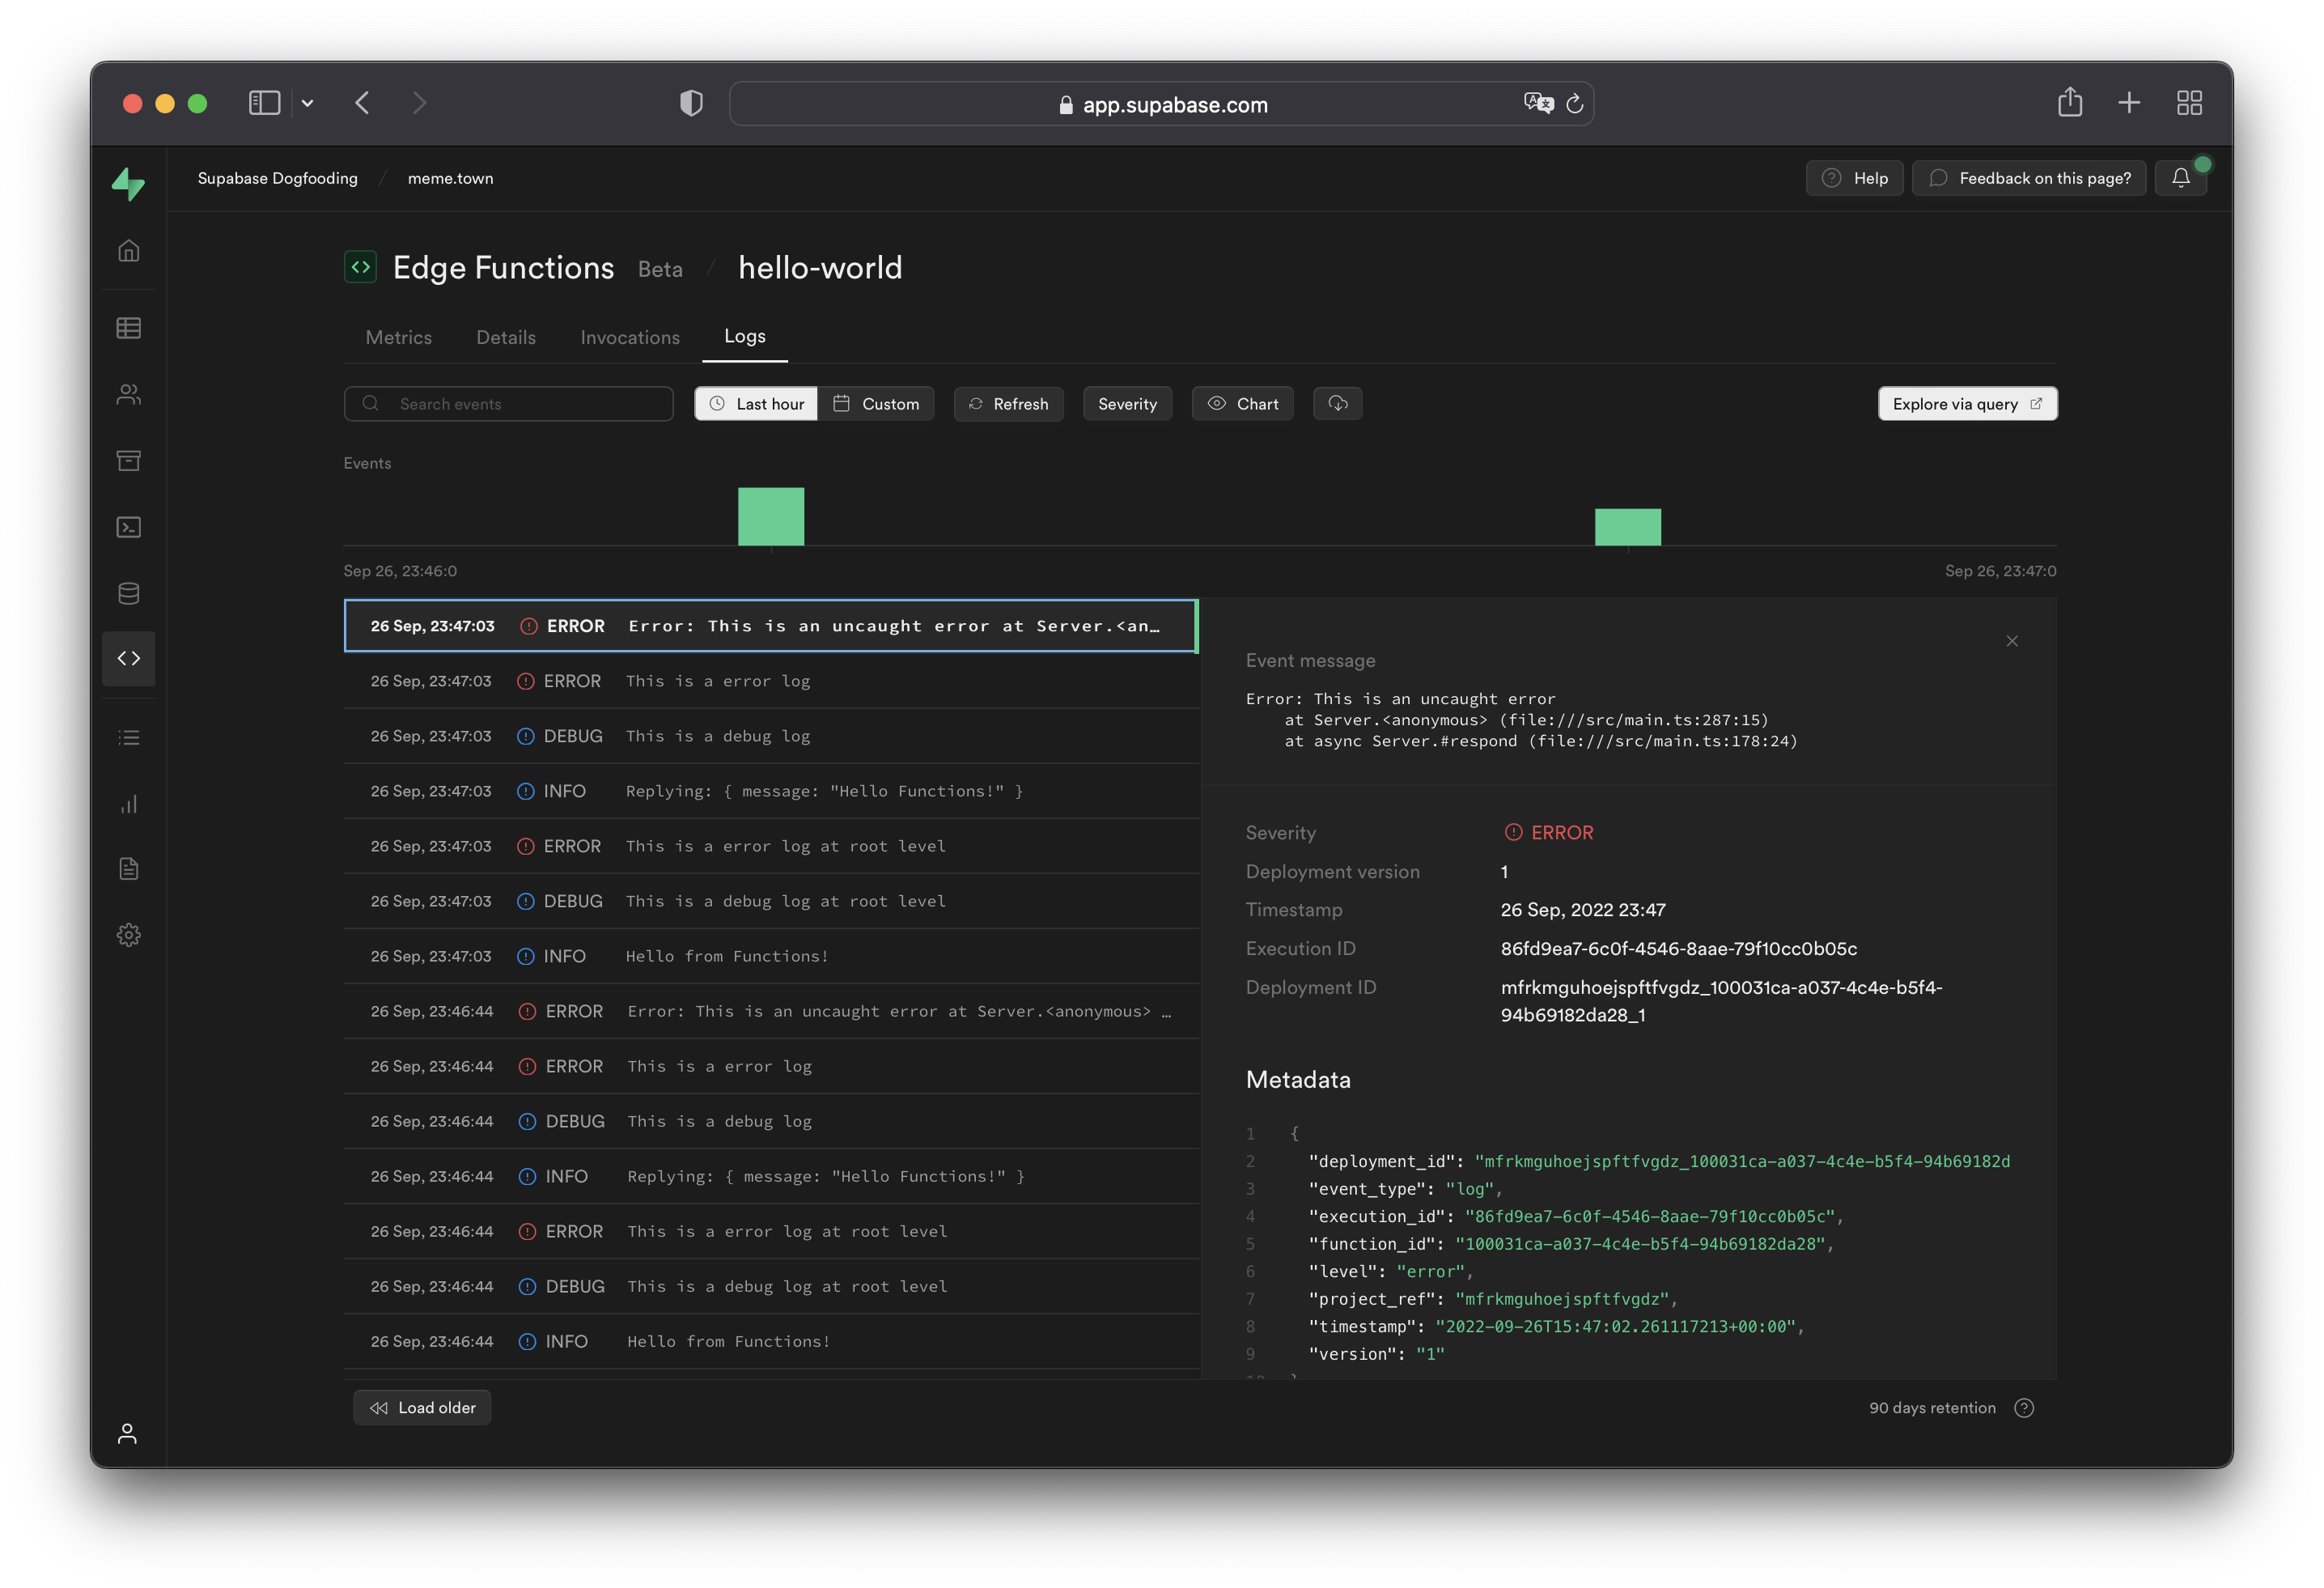 app.supabase.com
Supabase Dogfooding / meme.town
Help
Feedback on this page?
Edge Functions Beta / hello-world
Metrics Details Invocations Logs
Search events
Last hour Custom Refresh Severity Chart
Explore via query
Events
Sep 26, 23:46:0 Sep 26, 23:47:0
26 Sep, 23:47:03 ERROR Error: This is an uncaught error at Server.<an…
26 Sep, 23:47:03 ERROR This is a error log
26 Sep, 23:47:03 DEBUG This is a debug log
26 Sep, 23:47:03 INFO Replying: { message: "Hello Functions!" }
26 Sep, 23:47:03 ERROR This is a error log at root level
26 Sep, 23:47:03 DEBUG This is a debug log at root level
26 Sep, 23:47:03 INFO Hello from Functions!
26 Sep, 23:46:44 ERROR Error: This is an uncaught error at Server.<anonymous> …
26 Sep, 23:46:44 ERROR This is a error log
26 Sep, 23:46:44 DEBUG This is a debug log
26 Sep, 23:46:44 INFO Replying: { message: "Hello Functions!" }
26 Sep, 23:46:44 ERROR This is a error log at root level
26 Sep, 23:46:44 DEBUG This is a debug log at root level
26 Sep, 23:46:44 INFO Hello from Functions!
Load older
Event message
Error: This is an uncaught error
at Server.<anonymous> (file:///src/main.ts:287:15)
at async Server.#respond (file:///src/main.ts:178:24)
Severity ERROR
Deployment version 1
Timestamp 26 Sep, 2022 23:47
Execution ID 86fd9ea7-6c0f-4546-8aae-79f10cc0b05c
Deployment ID mfrkmguhoejspftfvgdz_100031ca-a037-4c4e-b5f4-
94b69182da28_1
Metadata
1 {
2 "deployment_id": "mfrkmguhoejspftfvgdz_100031ca-a037-4c4e-b5f4-94b69182d
3 "event_type": "log",
4 "execution_id": "86fd9ea7-6c0f-4546-8aae-79f10cc0b05c",
5 "function_id": "100031ca-a037-4c4e-b5f4-94b69182da28",
6 "level": "error",
7 "project_ref": "mfrkmguhoejspftfvgdz",
8 "timestamp": "2022-09-26T15:47:02.261117213+00:00",
9 "version": "1"
90 days retention